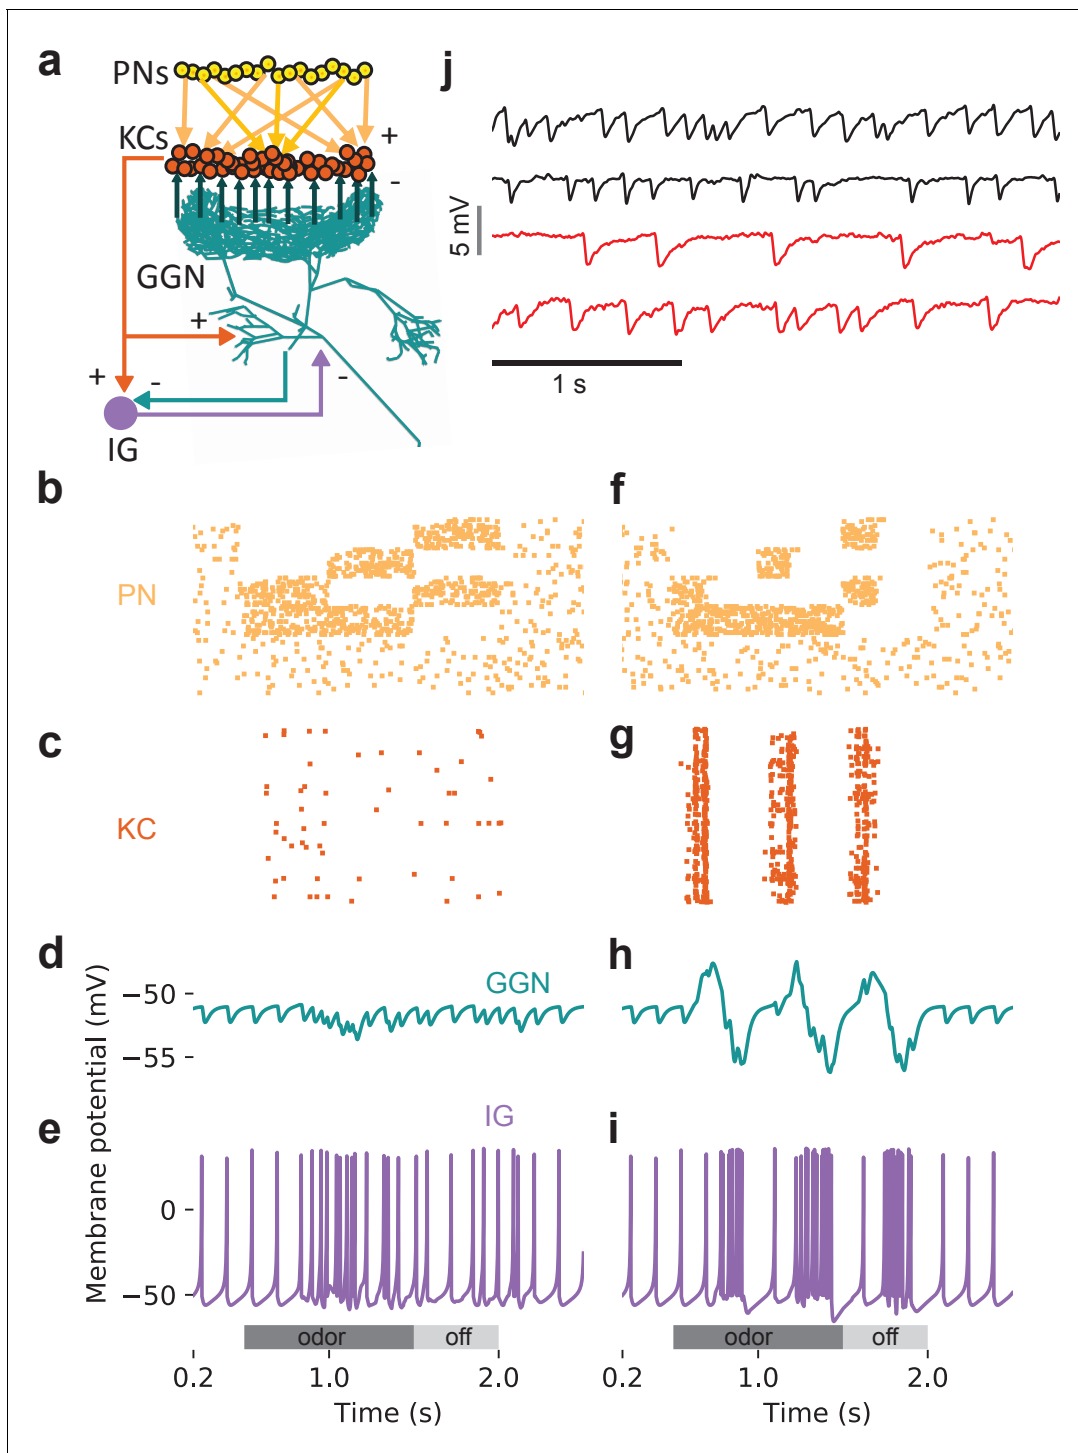 a
PNs
KCs
+
-
GGN
+
+
-
-
IG
j
5 mV
1 s
b
f
PN
c
g
KC
d
h
GGN
Membrane potential (mV)
−50
−55
e
IG
i
0
−50
odor
off
odor
off
0.2
1.0
2.0
0.2
1.0
2.0
Time (s)
Time (s)